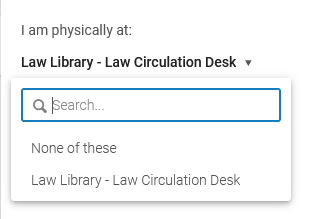 I am physically at:
Law Library - Law Circulation Desk
Search...
None of these
Law Library - Law Circulation Desk